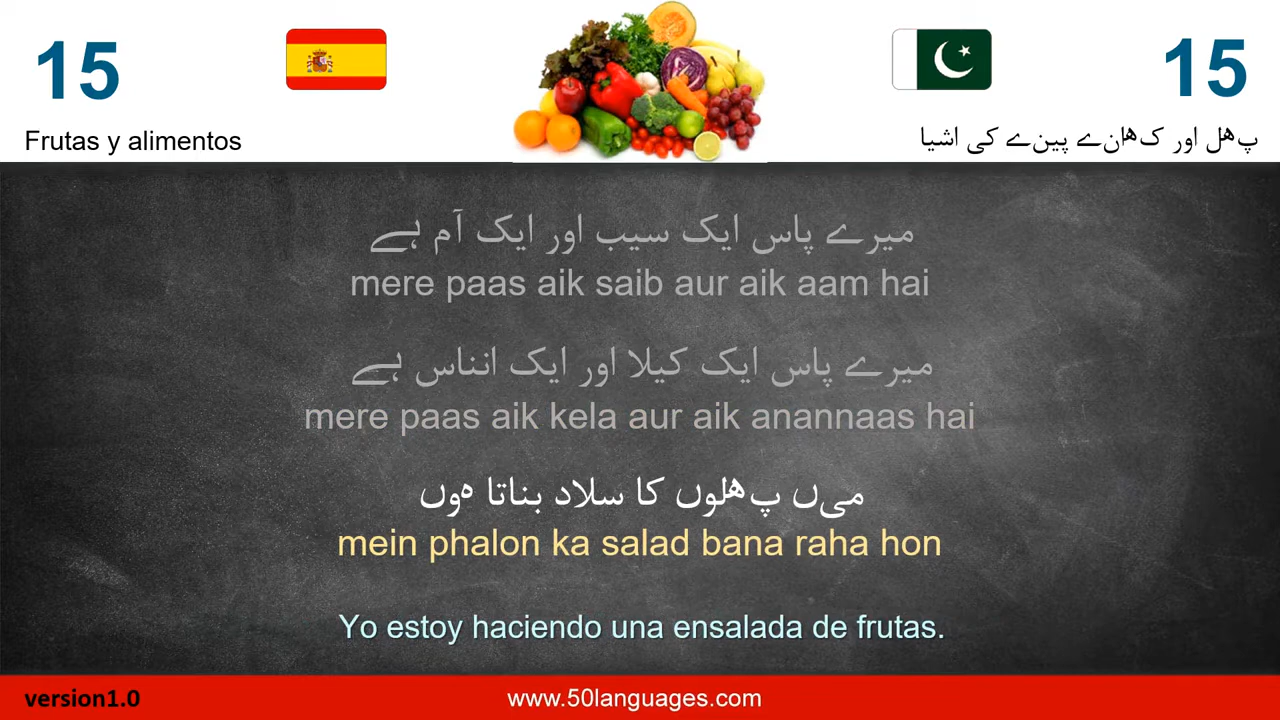 15
15
Frutas y alimentos
پھل اور کھانے پینے کی اشیا
میرے پاس ایک سیب اور ایک آم ہے
mere paas aik saib aur aik aam hai
میرے پاس ایک کیلا اور ایک انناس ہے
mere paas aik kela aur aik anannaas hai
میں پھلوں کا سلاد بناتا ہوں
mein phalon ka salad bana raha hon
Yo estoy haciendo una ensalada de frutas.
version1.0
www.50languages.com